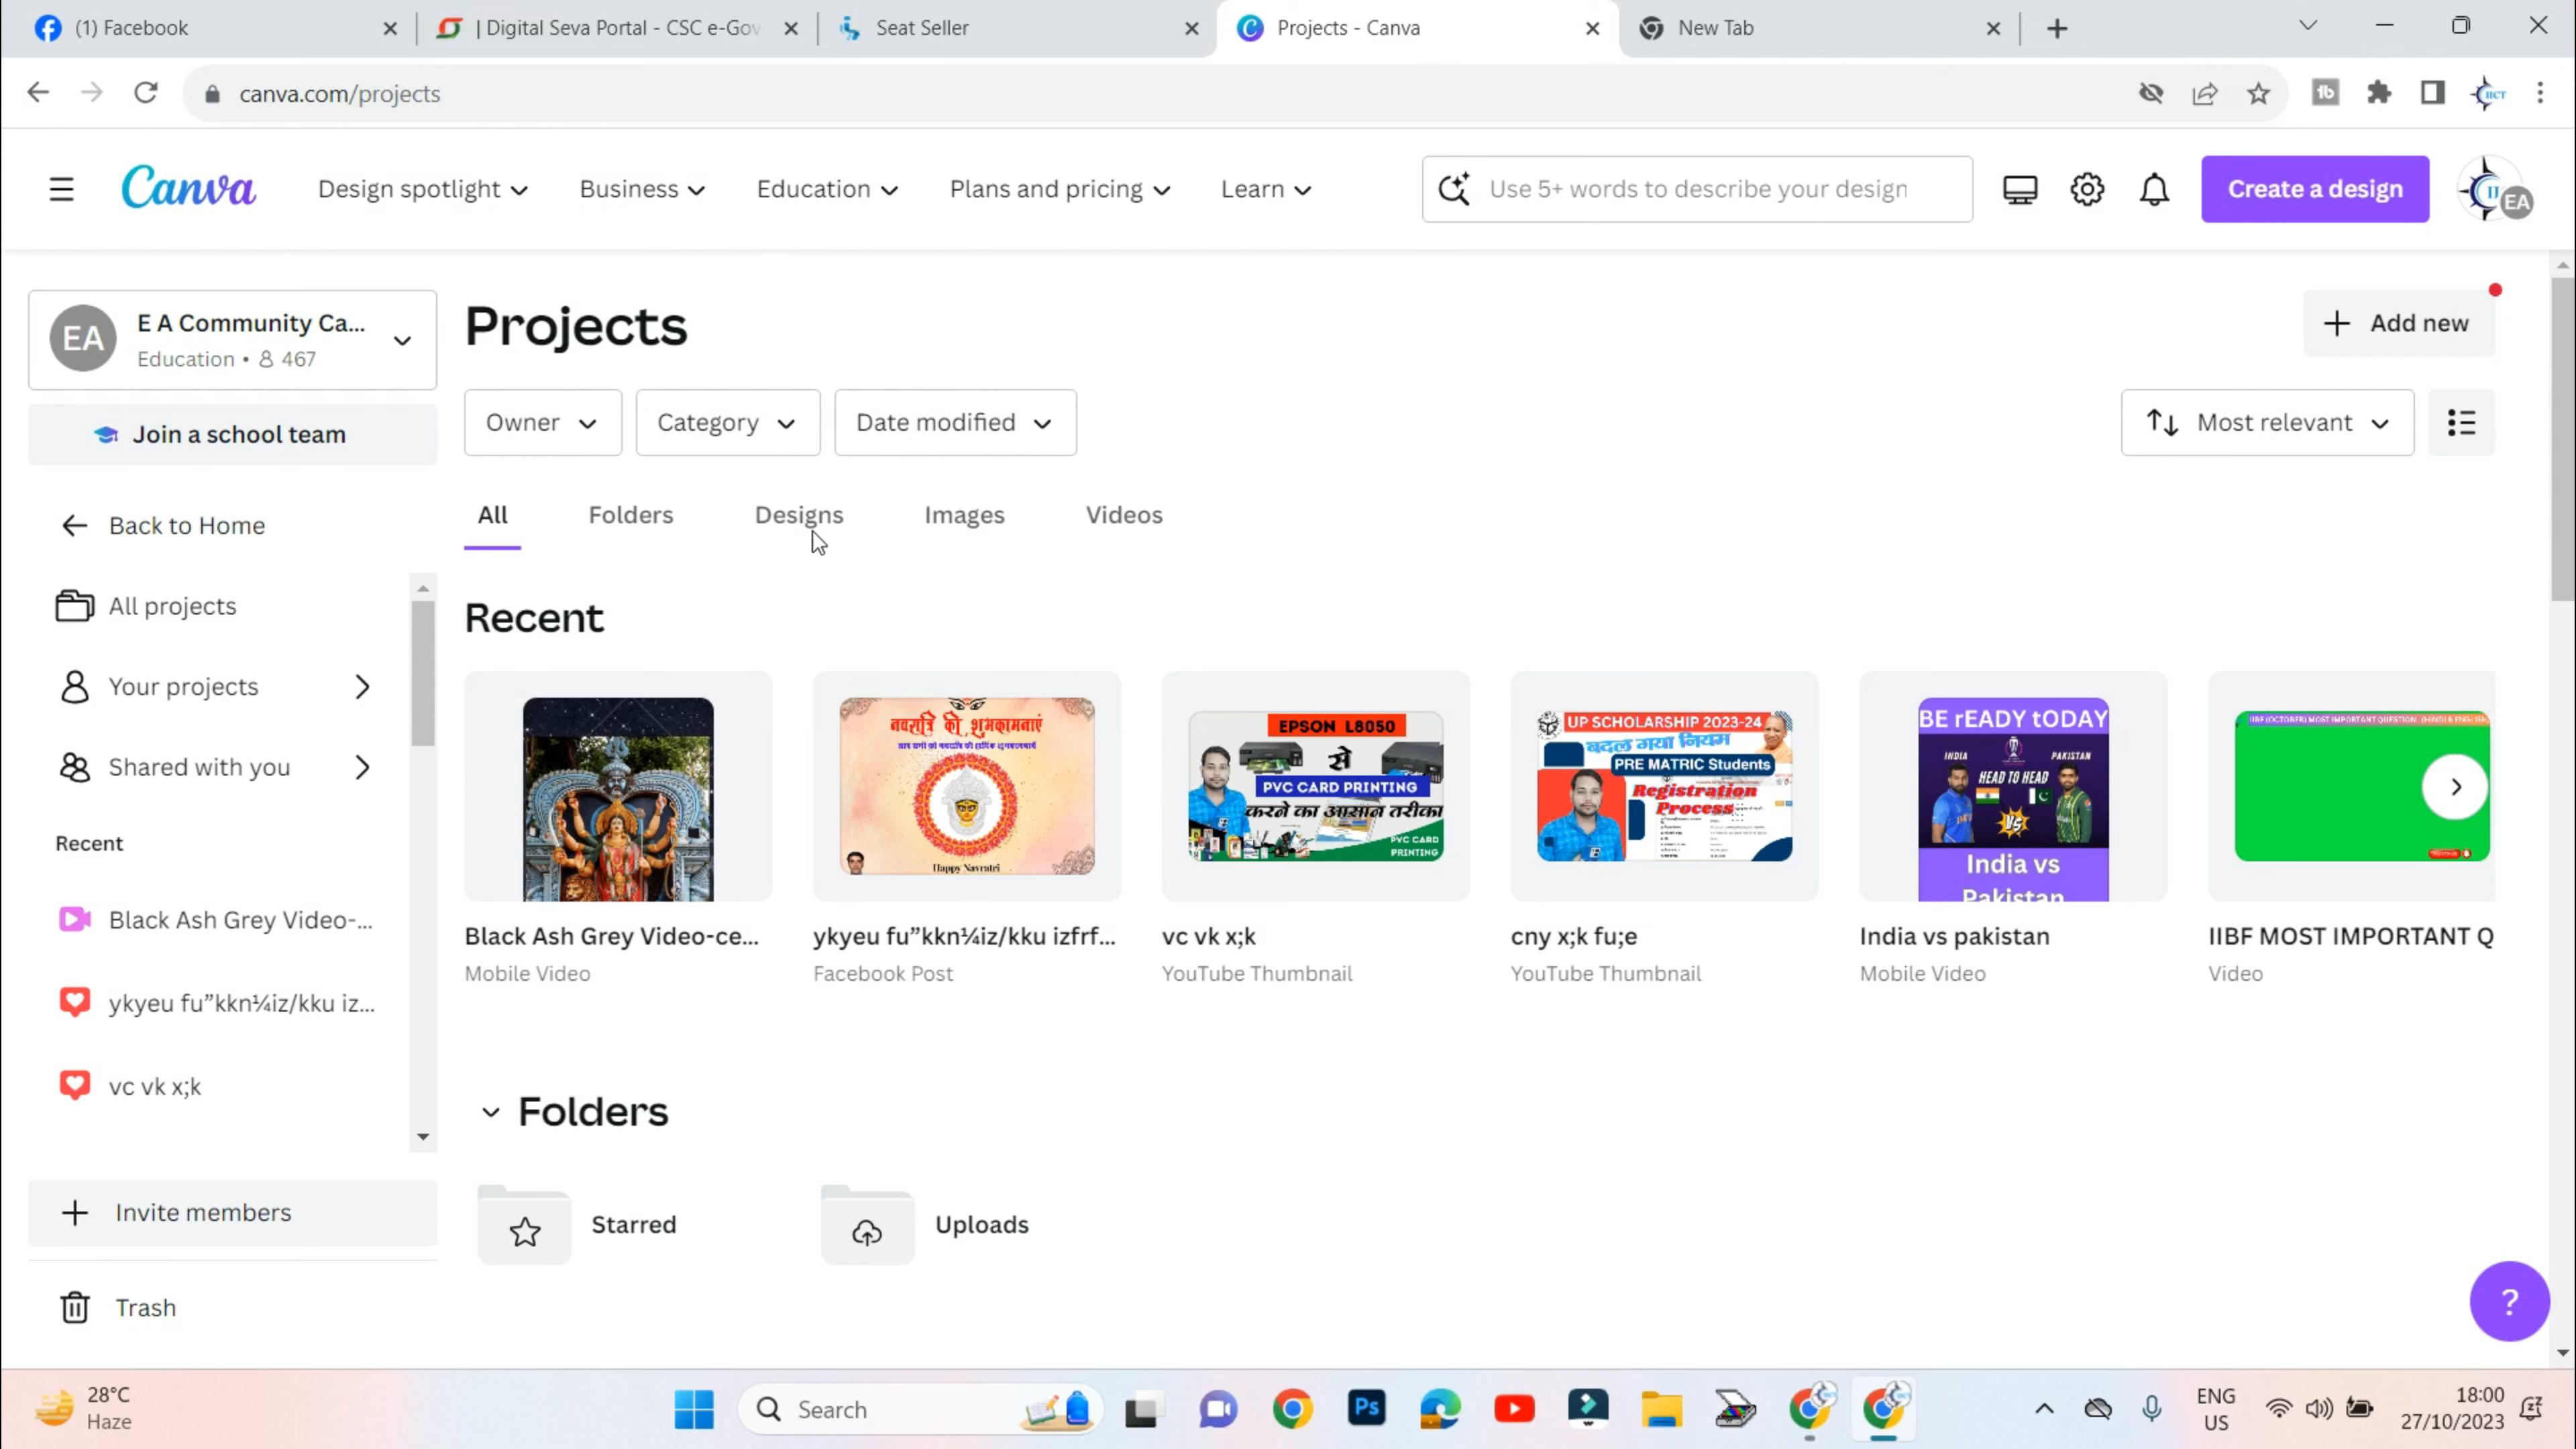 (1) Facebook
| Digital Seva Portal - CSC e-Gov
Seat Seller
Projects - Canva
New Tab
canva.com/projects
Canva
Design spotlight
Business
Education
Plans and pricing
Learn
Use 5+ words to describe your design
Create a design
EA
EA
E A Community Ca...
Education • 467
Projects
Add new
Join a school team
Owner
Category
Date modified
Most relevant
All
Folders
Designs
Images
Videos
Back to Home
All projects
Your projects
Shared with you
Recent
Black Ash Grey Video-...
ykyeu fu”kkn¼iz/kku iz...
vc vk x;k
Invite members
Trash
Recent
नवरात्रि की शुभकामनाएं
Happy Navratri
EPSON L8050
से
PVC CARD PRINTING
करने का आसान तरीका
PVC CARD
PRINTING
UP SCHOLARSHIP 2023-24
बदल गया नियम
PRE MATRIC Students
Registration
Process
BE rEADY tODAY
INDIA
PAKISTAN
HEAD TO HEAD
VS
India vs
Pakistan
IIBF (OCTOBER) MOST IMPORTANT QUESTION
Black Ash Grey Video-ce...
Mobile Video
ykyeu fu”kkn¼iz/kku izfrf...
Facebook Post
vc vk x;k
YouTube Thumbnail
cny x;k fu;e
YouTube Thumbnail
India vs pakistan
Mobile Video
IIBF MOST IMPORTANT Q
Video
Folders
Starred
Uploads
?
28°C
Haze
Search
Ps
ENG
US
18:00
27/10/2023